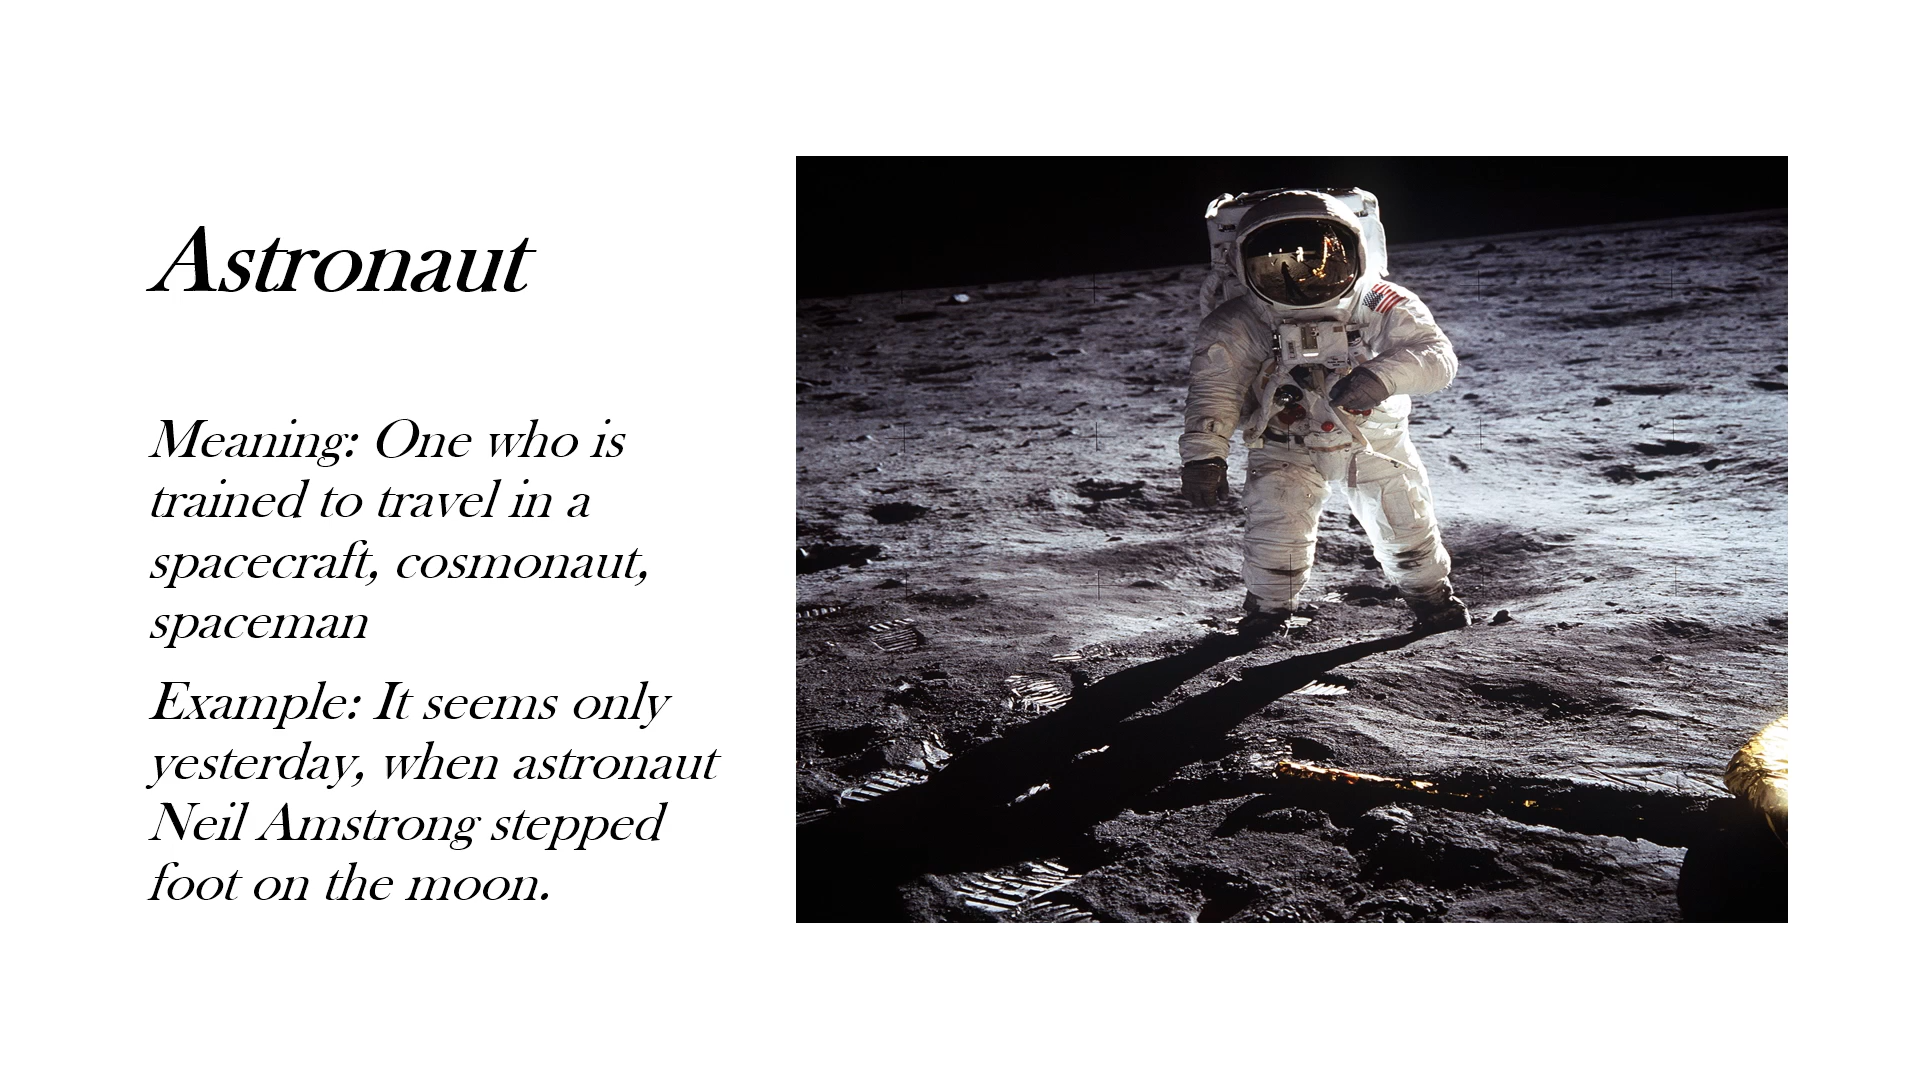 Astronaut
Meaning: One who is
trained to travel in a
spacecraft, cosmonaut,
spaceman
Example: It seems only
yesterday, when astronaut
Neil Amstrong stepped
foot on the moon.